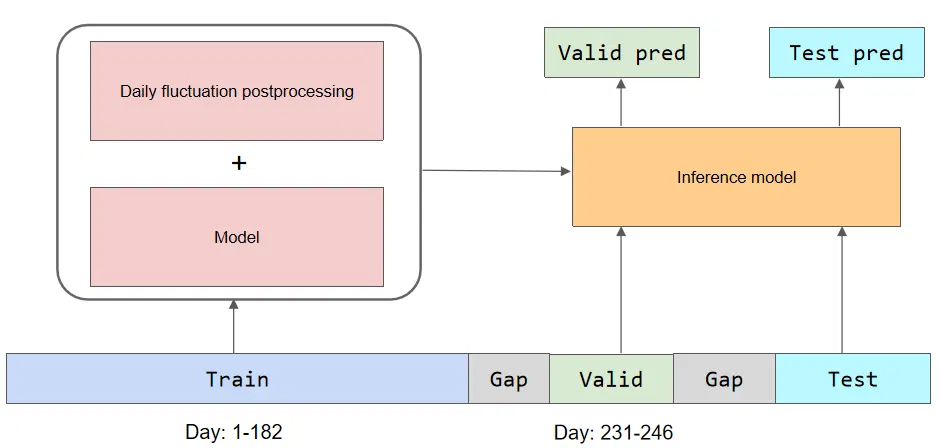 Daily fluctuation postprocessing
+
Model
Valid pred
Test pred
Inference model
Train
Gap
Valid
Gap
Test
Day: 1-182
Day: 231-246